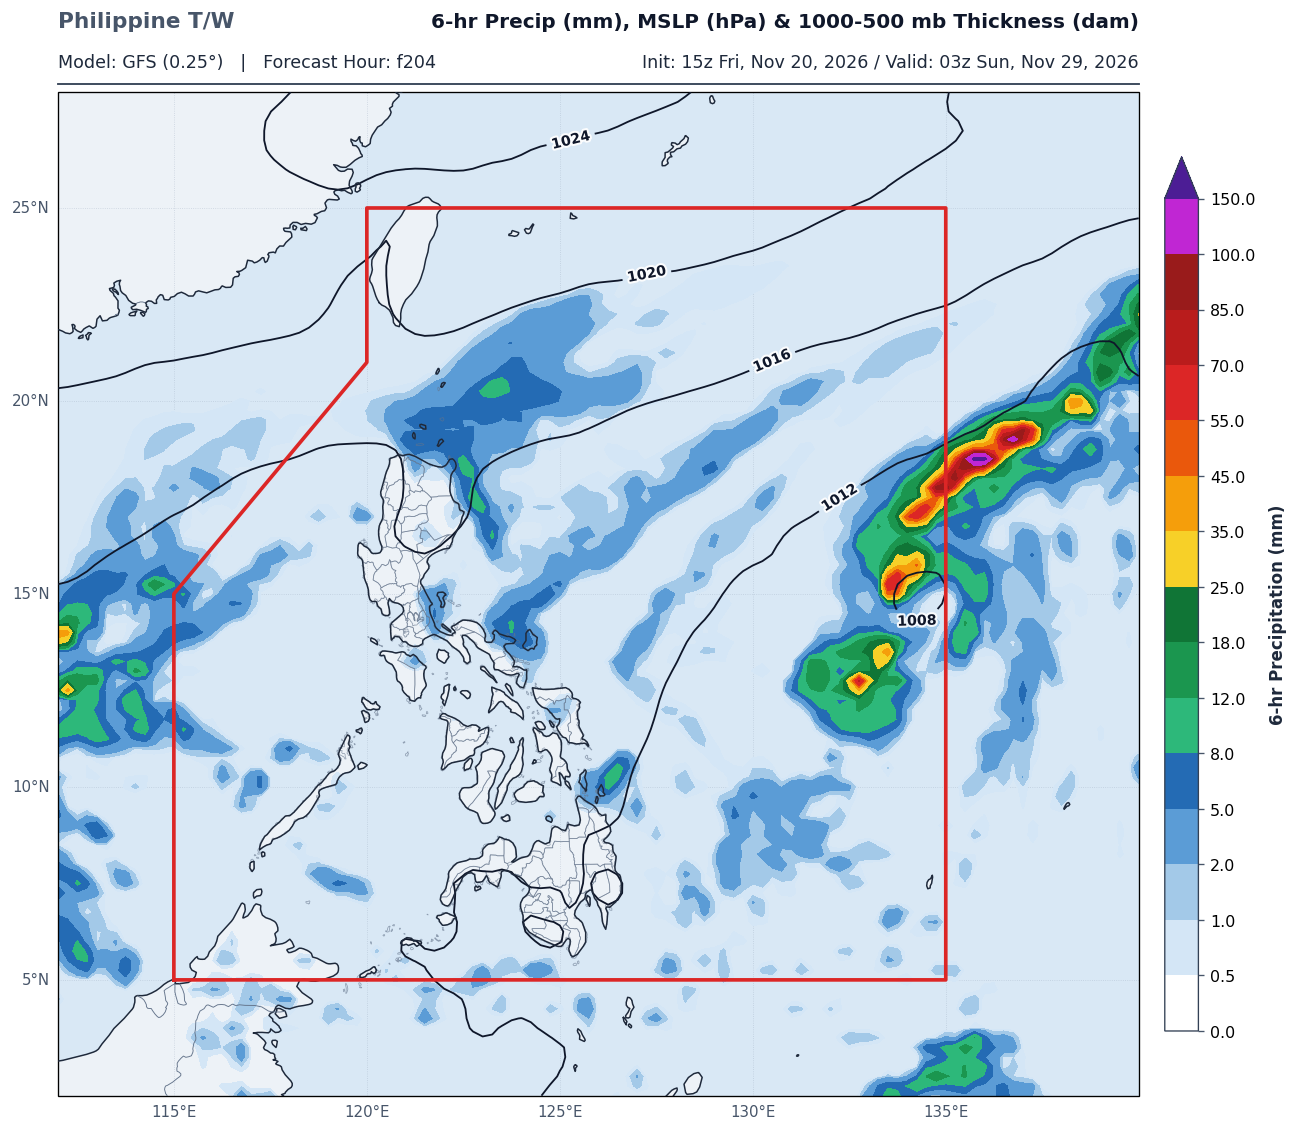 Philippine T/W
6-hr Precip (mm), MSLP (hPa) & 1000-500 mb Thickness (dam)
Model: GFS (0.25°) | Forecast Hour: f204
Init: 15z Fri, Nov 20, 2026 / Valid: 03z Sun, Nov 29, 2026
1024
1020
1016
1012
1008
25°N
20°N
15°N
10°N
5°N
115°E
120°E
125°E
130°E
135°E
150.0
100.0
85.0
70.0
55.0
45.0
35.0
25.0
18.0
12.0
8.0
5.0
2.0
1.0
0.5
0.0
6-hr Precipitation (mm)